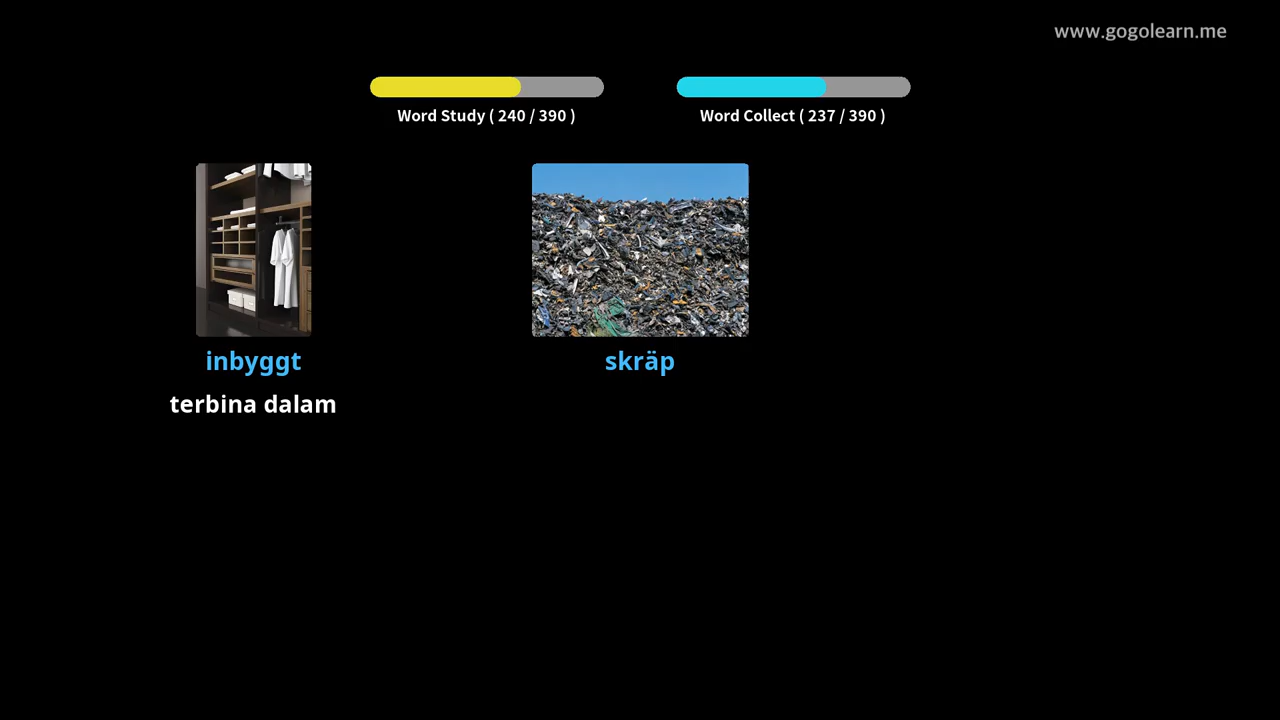 www.gogolearn.me
Word Study ( 240 / 390 )
Word Collect ( 237 / 390 )
inbyggt
skräp
terbina dalam